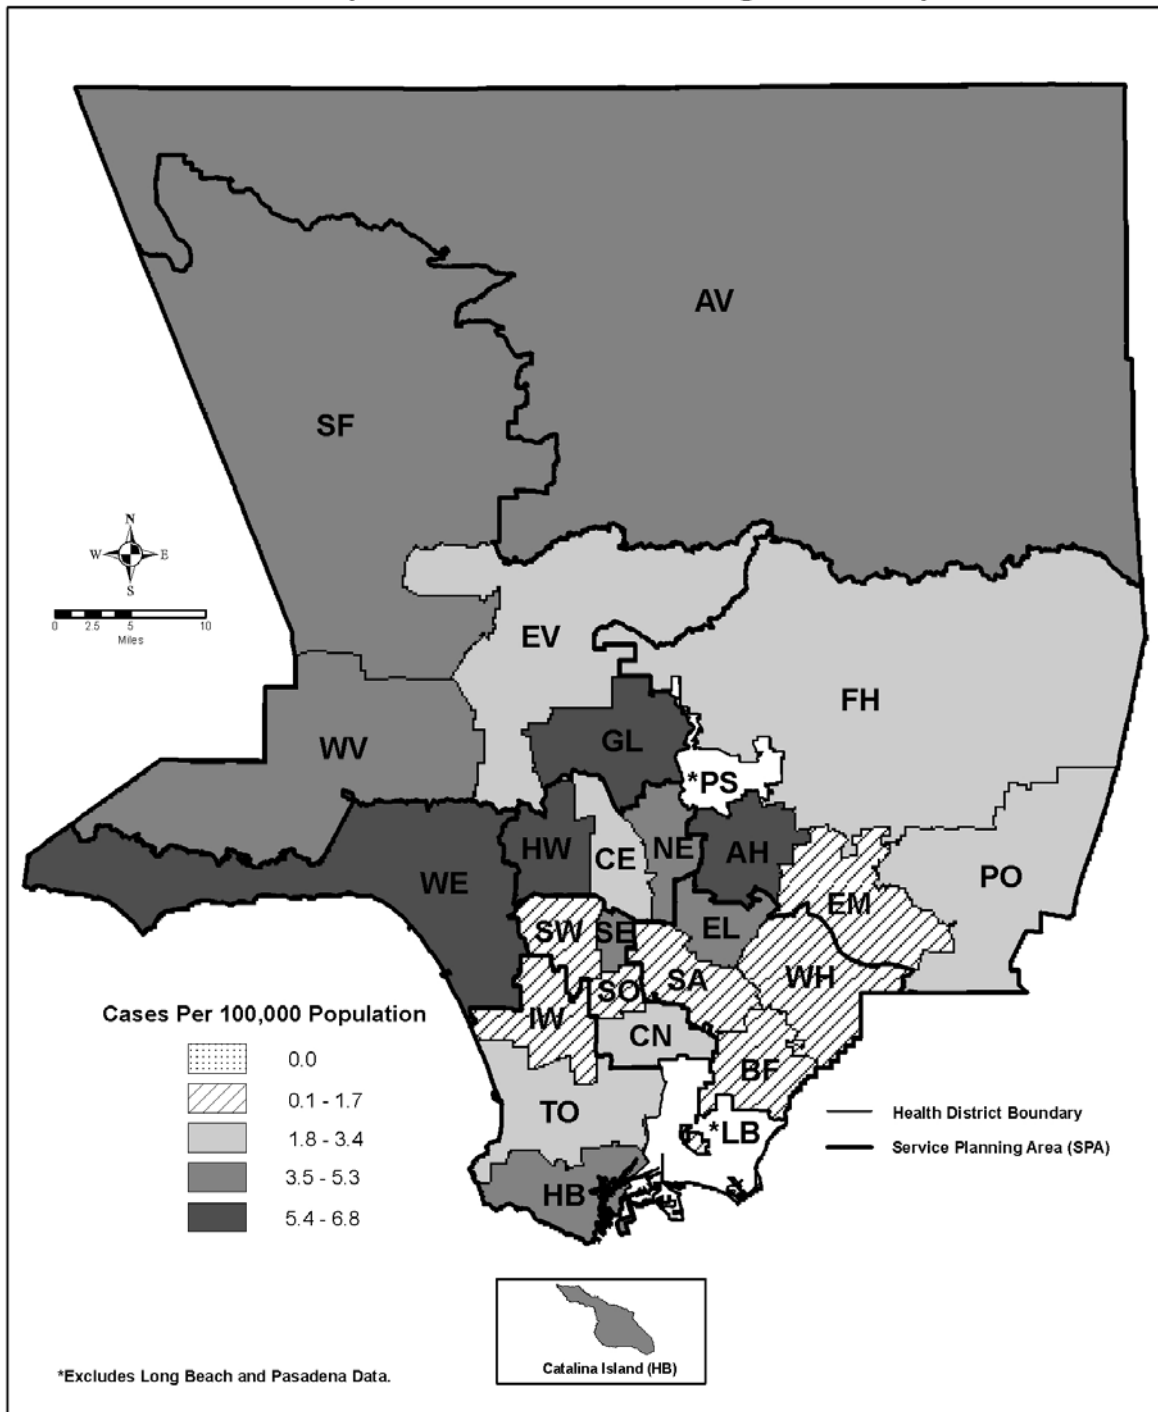 AV
SF
N
W E
S
0 2.5 5 10
Miles
EV
FH
GL
WV
*PS
HW
CE
NE
AH
WE
PO
EM
SW
SE
EL
WH
SA
SO
IW
CN
BF
TO
*LB
HB
Cases Per 100,000 Population
0.0
0.1 - 1.7
1.8 - 3.4
3.5 - 5.3
5.4 - 6.8
Health District Boundary
Service Planning Area (SPA)
Catalina Island (HB)
*Excludes Long Beach and Pasadena Data.